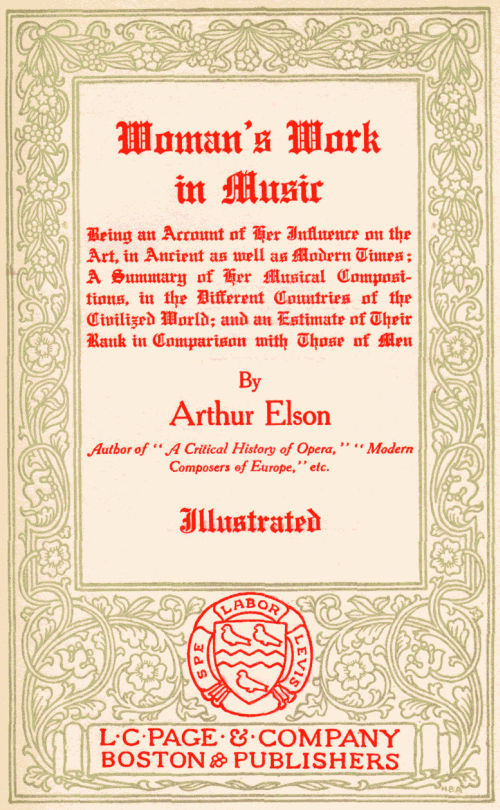 Woman's Work
in Music
Being an Account of Her Influence on the
Art, in Ancient as well as Modern Times;
A Summary of Her Musical Composi-
tions, in the Different Countries of the
Civilized World; and an Estimate of Their
Rank in Comparison with Those of Men
By
Arthur Elson
Author of “ A Critical History of Opera,” “ Modern
Composers of Europe,” etc.
Illustrated
SPE LABOR LEVIS
L·C·PAGE·&·COMPANY
BOSTON & PUBLISHERS
H·B·A·